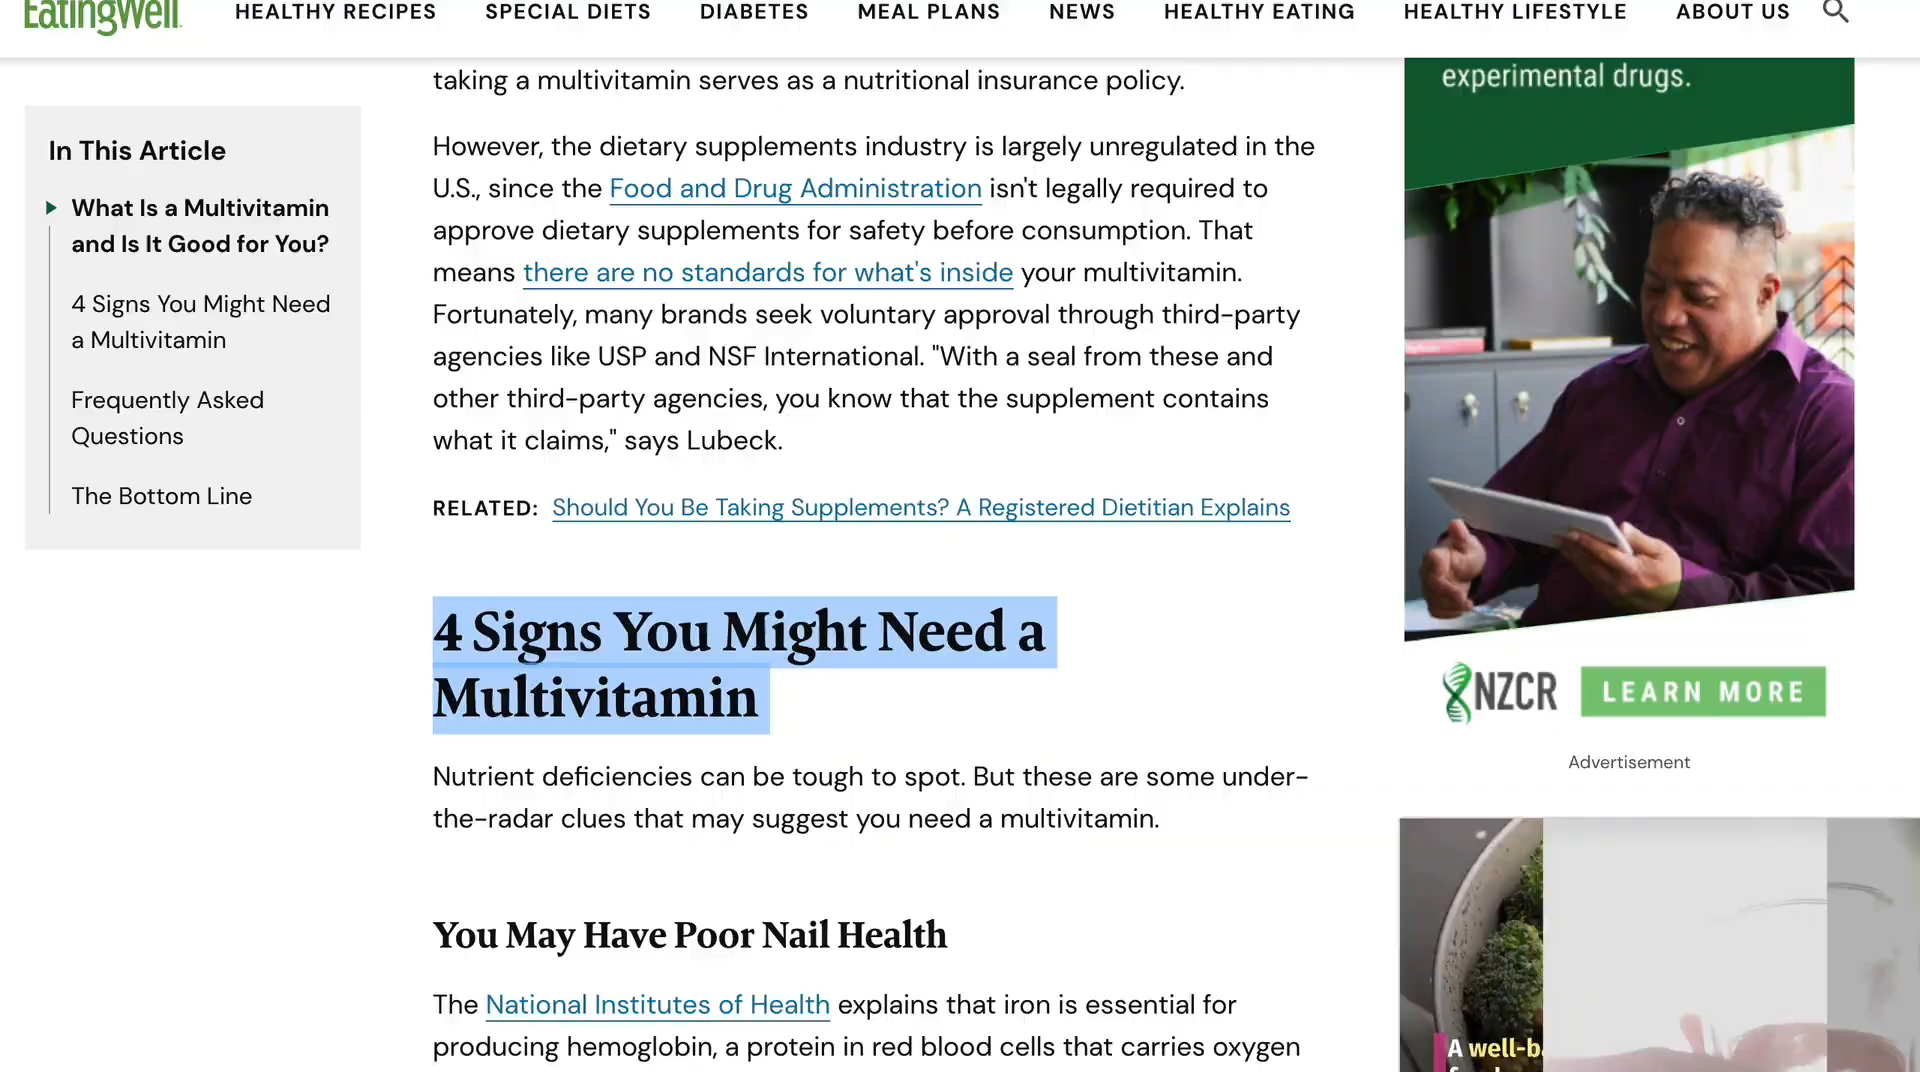 EatingWell
HEALTHY RECIPES
SPECIAL DIETS
DIABETES
MEAL PLANS
NEWS
HEALTHY EATING
HEALTHY LIFESTYLE
ABOUT US
In This Article
What Is a Multivitamin
and Is It Good for You?
4 Signs You Might Need
a Multivitamin
Frequently Asked
Questions
The Bottom Line
taking a multivitamin serves as a nutritional insurance policy.
However, the dietary supplements industry is largely unregulated in the
U.S., since the Food and Drug Administration isn't legally required to
approve dietary supplements for safety before consumption. That
means there are no standards for what's inside your multivitamin.
Fortunately, many brands seek voluntary approval through third-party
agencies like USP and NSF International. "With a seal from these and
other third-party agencies, you know that the supplement contains
what it claims," says Lubeck.
RELATED: Should You Be Taking Supplements? A Registered Dietitian Explains
4 Signs You Might Need a
Multivitamin
Nutrient deficiencies can be tough to spot. But these are some under-
the-radar clues that may suggest you need a multivitamin.
You May Have Poor Nail Health
The National Institutes of Health explains that iron is essential for
producing hemoglobin, a protein in red blood cells that carries oxygen
experimental drugs.
NZCR
LEARN MORE
Advertisement
A well-b